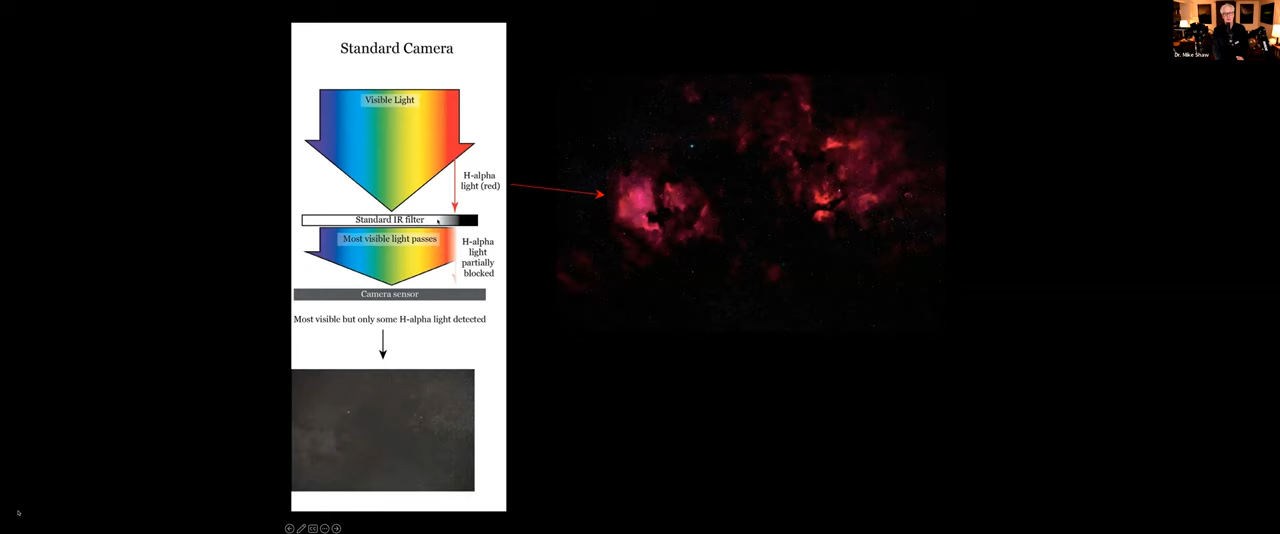 Standard Camera
Visible Light
H-alpha
light (red)
Standard IR filter
Most visible light passes
H-alpha
light
partially
blocked
Camera sensor
Most visible but only some H-alpha light detected
Dr. Mike Shaw
CC